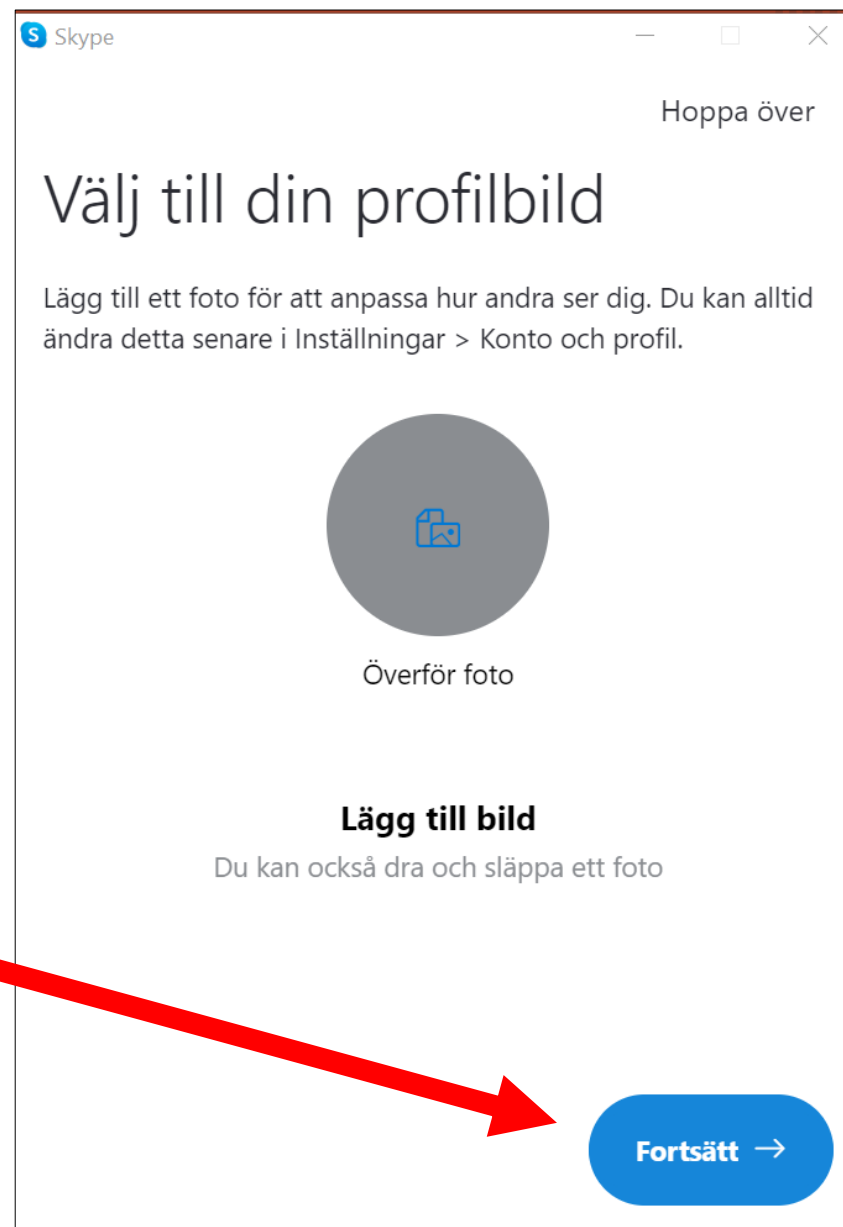 Skype
Hoppa över
Välj till din profilbild
Lägg till ett foto för att anpassa hur andra ser dig. Du kan alltid
ändra detta senare i Inställningar > Konto och profil.
Överför foto
Lägg till bild
Du kan också dra och släppa ett foto
Fortsätt →